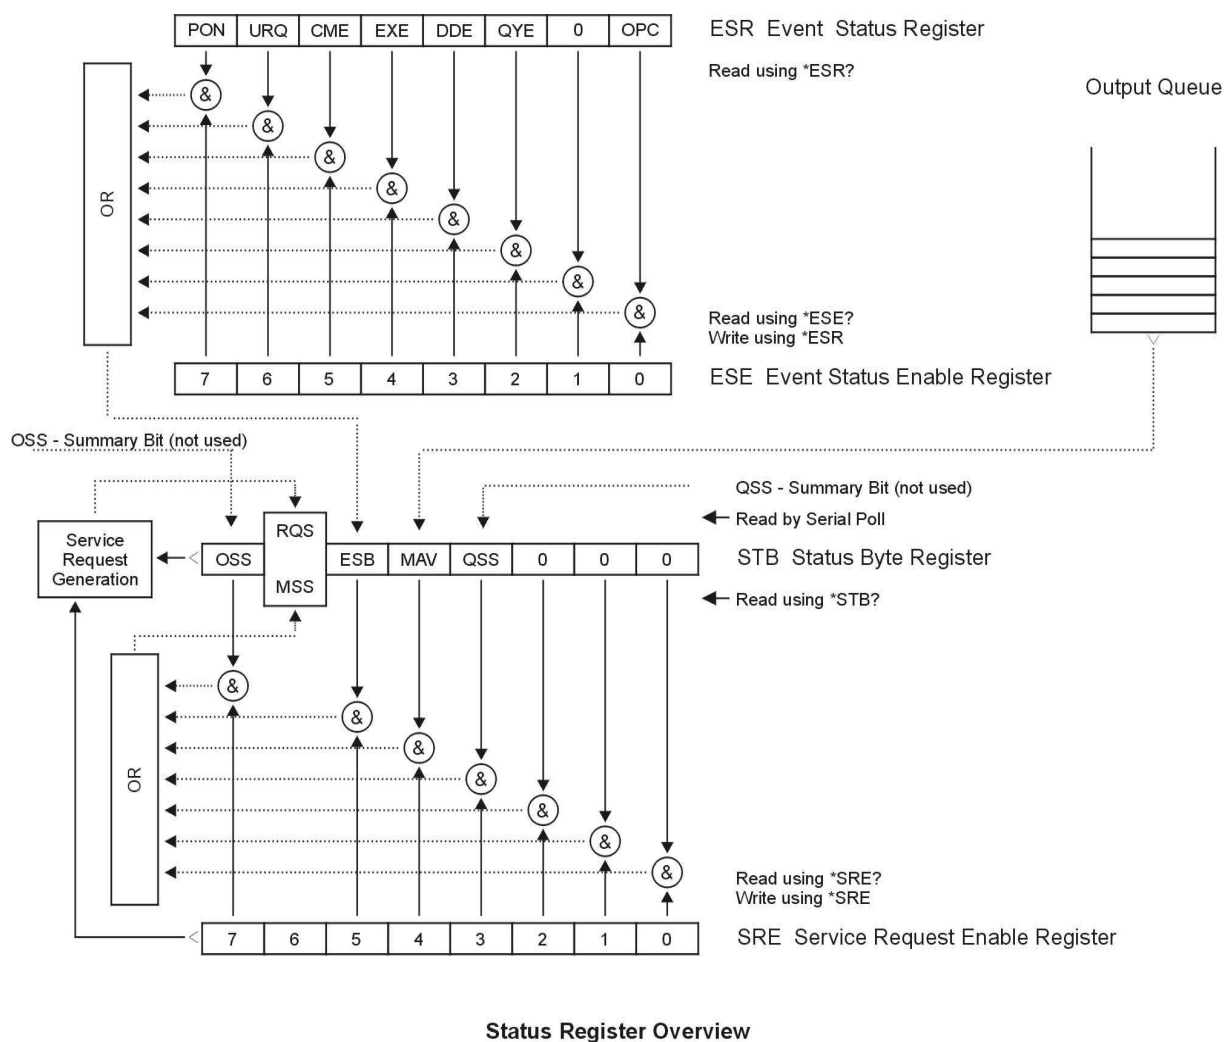 PON URQ CME EXE DDE QYE 0 OPC
ESR Event Status Register
Read using *ESR?
Output Queue
& & & & & & & &
OR
Read using *ESE?
Write using *ESR
7 6 5 4 3 2 1 0
ESE Event Status Enable Register
OSS - Summary Bit (not used)
QSS - Summary Bit (not used)
Read by Serial Poll
Service
Request
Generation
RQS
OSS ESB MAV QSS 0 0 0
MSS
STB Status Byte Register
Read using *STB?
& & & & & & &
OR
Read using *SRE?
Write using *SRE
7 6 5 4 3 2 1 0
SRE Service Request Enable Register
Status Register Overview